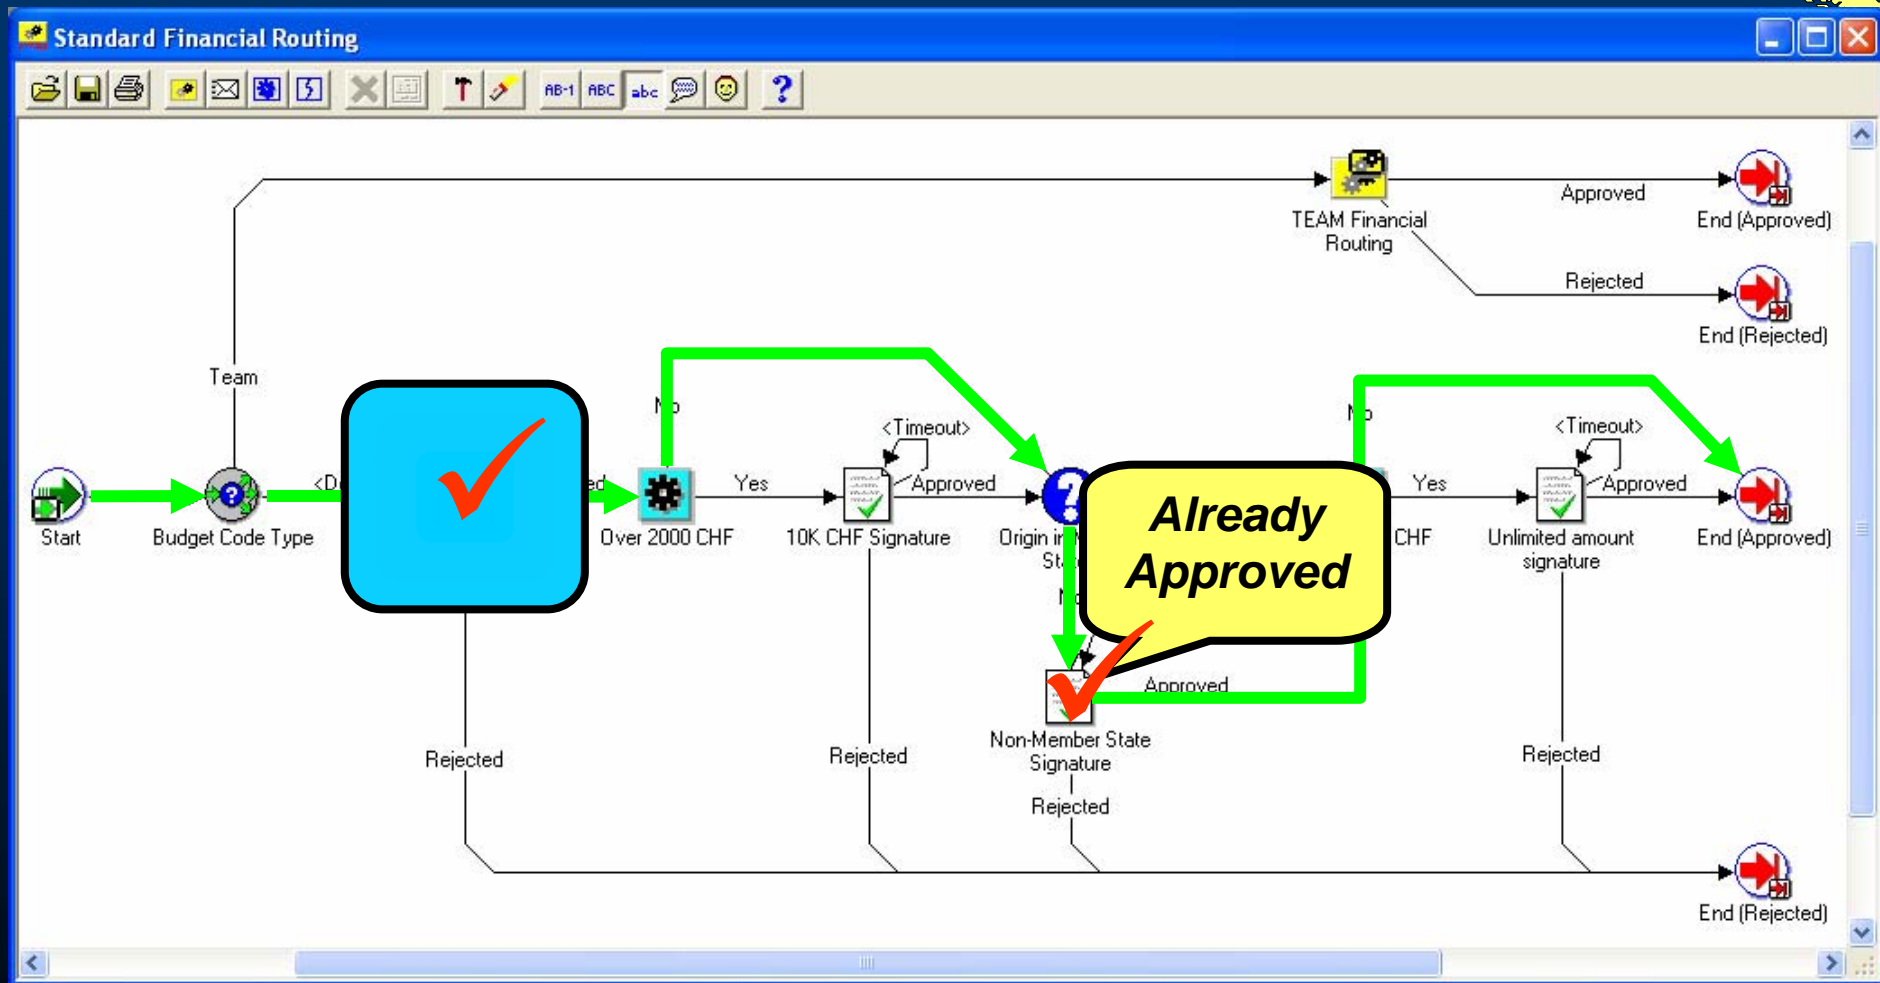 Standard Financial Routing
AB-1 ABC abc
Approved
TEAM Financial
Routing
End (Approved)
Rejected
End (Rejected)
Team
No
No
<Timeout>
<Timeout>
Yes
Approved
Yes
Approved
Start
Budget Code Type
Over 2000 CHF
10K CHF Signature
Origin in
CHF
Unlimited amount
signature
End (Approved)
Already
Approved
Approved
Non-Member State
Signature
Rejected
Rejected
Rejected
Rejected
End (Rejected)